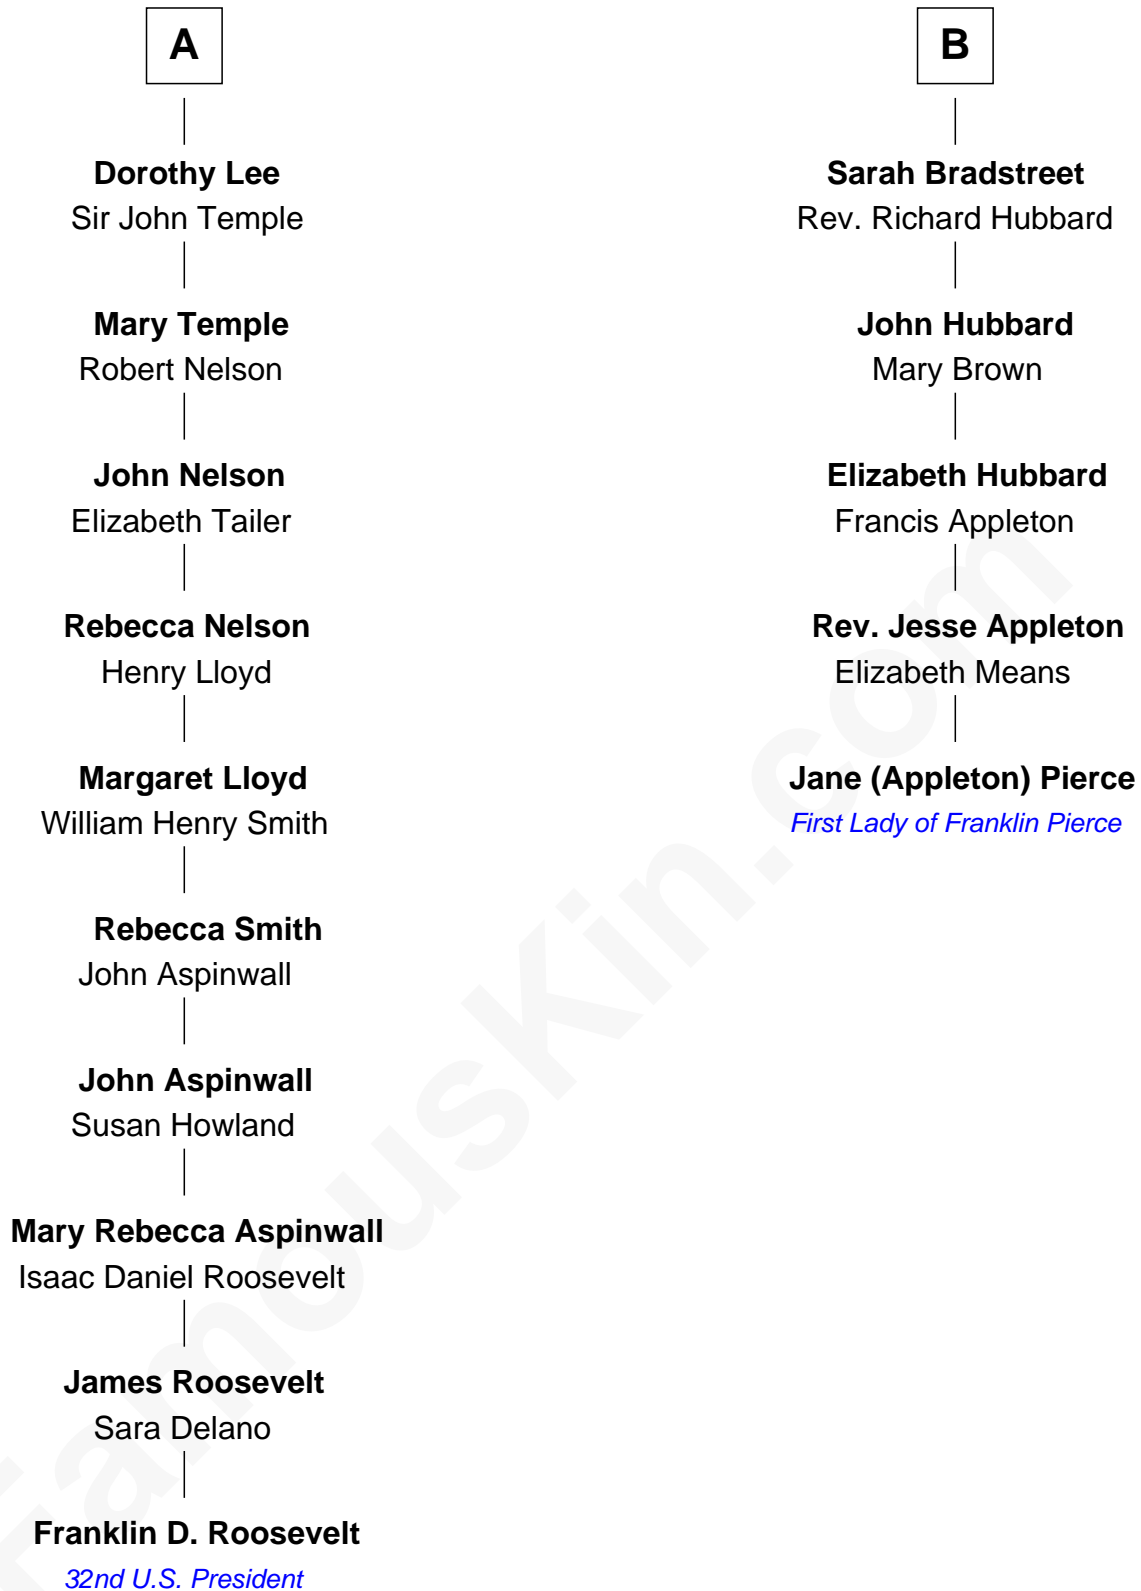 A
Dorothy Lee
Sir John Temple
Mary Temple
Robert Nelson
John Nelson
Elizabeth Tailer
Rebecca Nelson
Henry Lloyd
Margaret Lloyd
William Henry Smith
Rebecca Smith
John Aspinwall
John Aspinwall
Susan Howland
Mary Rebecca Aspinwall
Isaac Daniel Roosevelt
James Roosevelt
Sara Delano
Franklin D. Roosevelt
32nd U.S. President
B
Sarah Bradstreet
Rev. Richard Hubbard
John Hubbard
Mary Brown
Elizabeth Hubbard
Francis Appleton
Rev. Jesse Appleton
Elizabeth Means
Jane (Appleton) Pierce
First Lady of Franklin Pierce
FamousKin.com